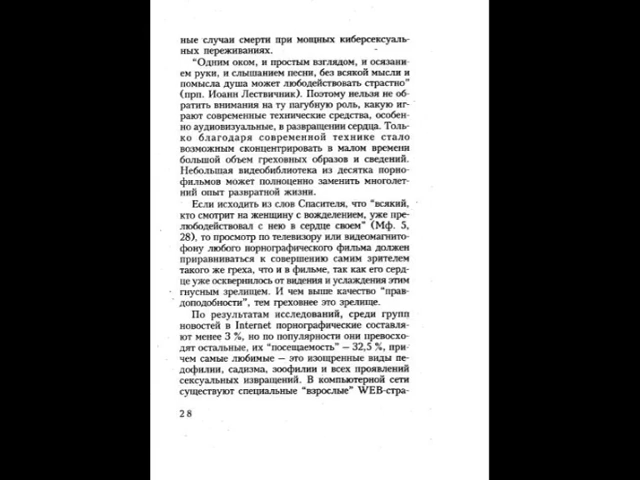 ные случаи смерти при мощных киберсексуаль-
ных переживаниях.
“Одним оком, и простым взглядом, и осязани-
ем руки, и слышанием песни, без всякой мысли и
помысла душа может любодействовать страстно”
(прп. Иоанн Лествичник). Поэтому нельзя не об-
ратить внимания на ту пагубную роль, какую иг-
рают современные технические средства, особен-
но аудиовизуальные, в развращении сердца. Толь-
ко благодаря современной технике стало
возможным сконцентрировать в малом времени
большой объем греховных образов и сведений.
Небольшая видеобиблиотека из десятка порно-
фильмов может полноценно заменить многолет-
ний опыт развратной жизни.
Если исходить из слов Спасителя, что “всякий,
кто смотрит на женщину с вожделением, уже пре-
любодействовал с нею в сердце своем” (Мф. 5,
28), то просмотр по телевизору или видеомагнито-
фону любого порнографического фильма должен
приравниваться к совершению самим зрителем
такого же греха, что и в фильме, так как его серд-
це уже осквернилось от видения и услаждения этим
гнусным зрелищем. И чем выше качество “прав-
доподобности”, тем греховнее это зрелище.
По результатам исследований, среди групп
новостей в Internet порнографические составля-
ют менее 3 %, но по популярности они превосхо-
дят остальные, их “посещаемость” – 32,5 %, при-
чем самые любимые – это изощренные виды пе-
дофилии, садизма, зоофилии и всех проявлений
сексуальных извращений. В компьютерной сети
существуют специальные “взрослые” WEB-стра-
28